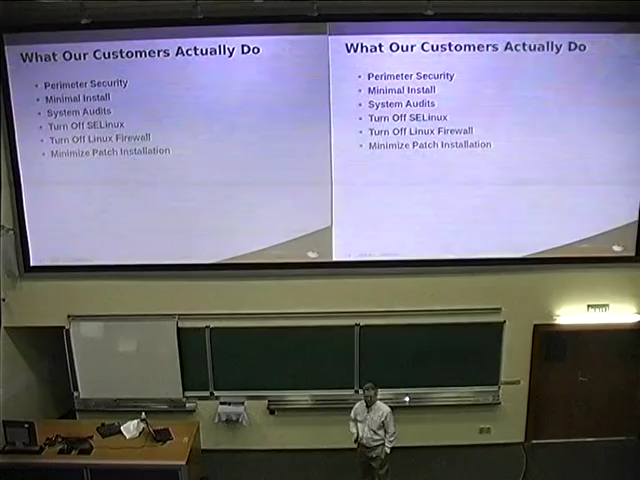 What Our Customers Actually Do
• Perimeter Security
• Minimal Install
• System Audits
• Turn Off SELinux
• Turn Off Linux Firewall
• Minimize Patch Installation
What Our Customers Actually Do
• Perimeter Security
• Minimal Install
• System Audits
• Turn Off SELinux
• Turn Off Linux Firewall
• Minimize Patch Installation